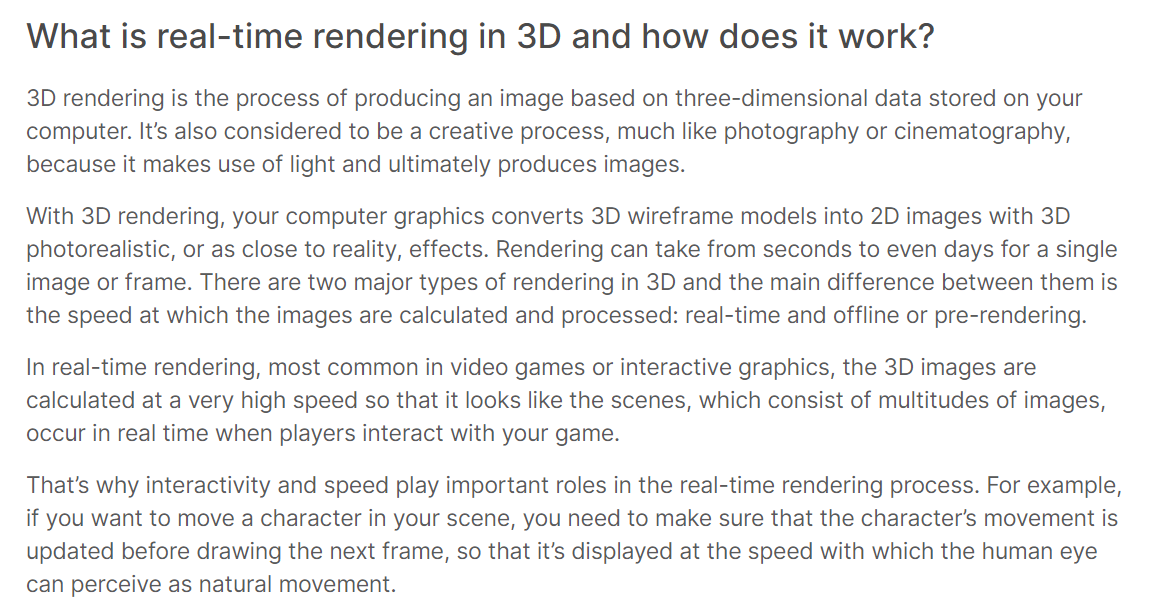 What is real-time rendering in 3D and how does it work?
3D rendering is the process of producing an image based on three-dimensional data stored on your
computer. It’s also considered to be a creative process, much like photography or cinematography,
because it makes use of light and ultimately produces images.
With 3D rendering, your computer graphics converts 3D wireframe models into 2D images with 3D
photorealistic, or as close to reality, effects. Rendering can take from seconds to even days for a single
image or frame. There are two major types of rendering in 3D and the main difference between them is
the speed at which the images are calculated and processed: real-time and offline or pre-rendering.
In real-time rendering, most common in video games or interactive graphics, the 3D images are
calculated at a very high speed so that it looks like the scenes, which consist of multitudes of images,
occur in real time when players interact with your game.
That’s why interactivity and speed play important roles in the real-time rendering process. For example,
if you want to move a character in your scene, you need to make sure that the character’s movement is
updated before drawing the next frame, so that it’s displayed at the speed with which the human eye
can perceive as natural movement.